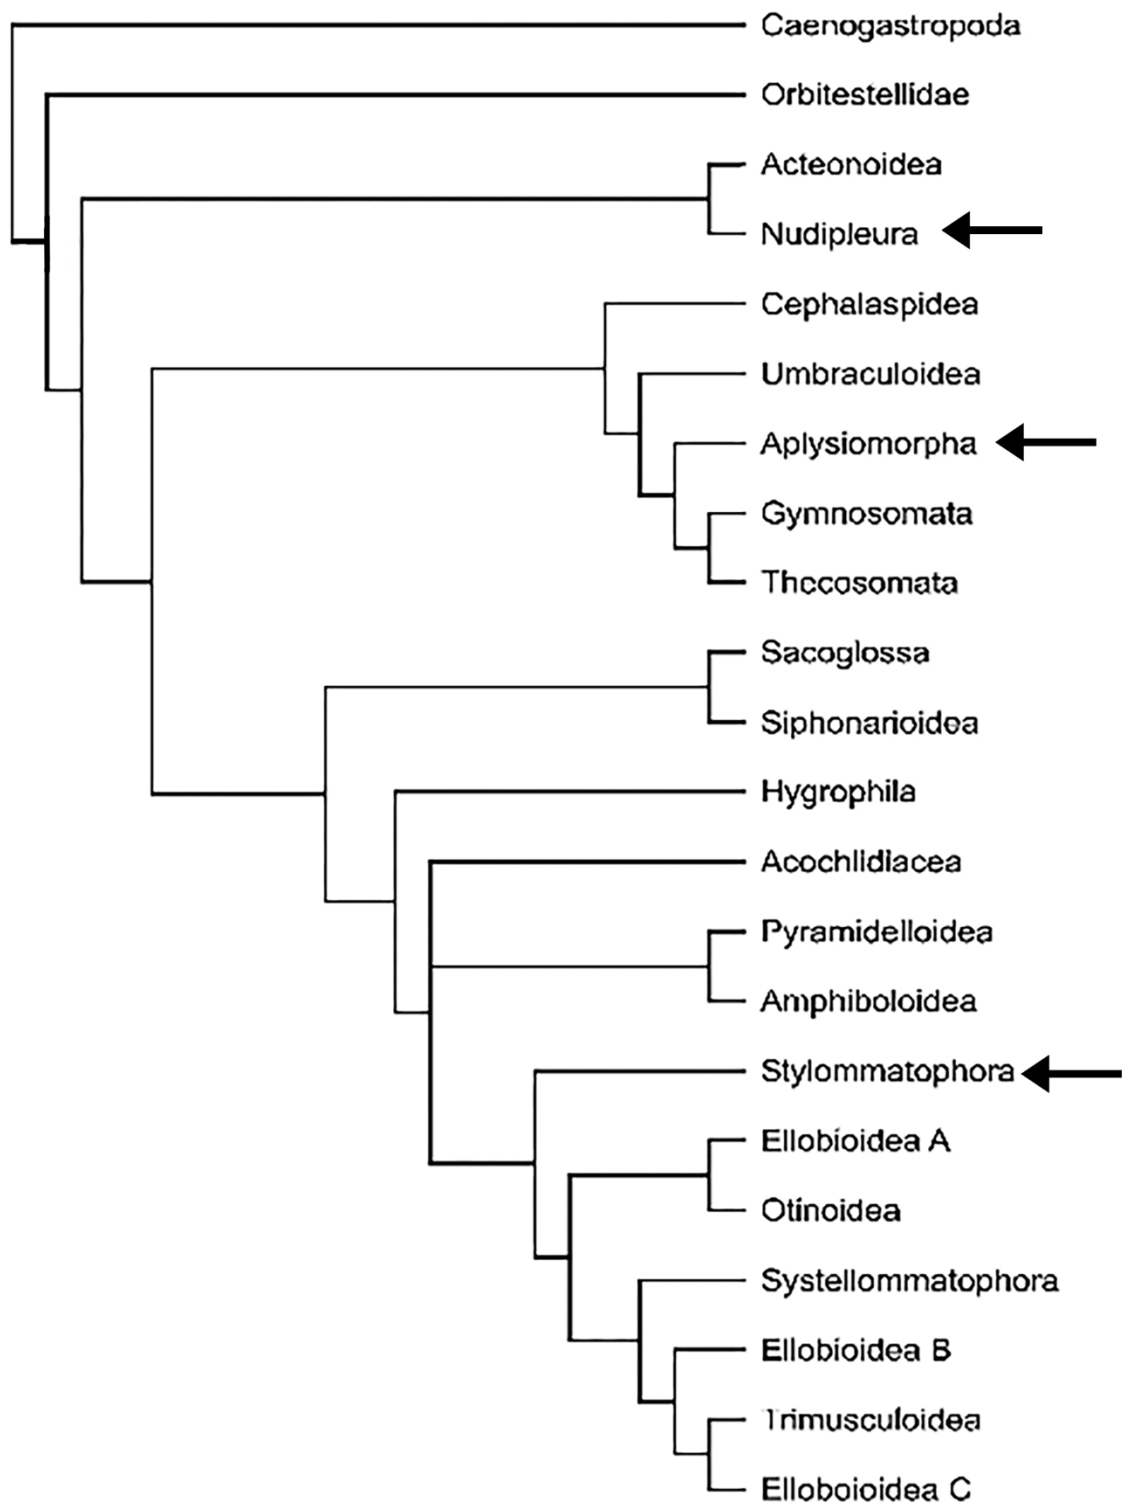 Caenogastropoda
Orbitestellidae
Acteonoidea
Nudipleura
Cephalaspidea
Umbraculoidea
Aplysiomorpha
Gymnosomata
Thccosomata
Sacoglossa
Siphonarioidea
Hygrophila
Acochlidiacea
Pyramidelloidea
Amphiboloidea
Stylommatophora
Ellobioidea A
Otinoidea
Systellommatophora
Ellobioidea B
Trimusculoidea
Elloboioidea C